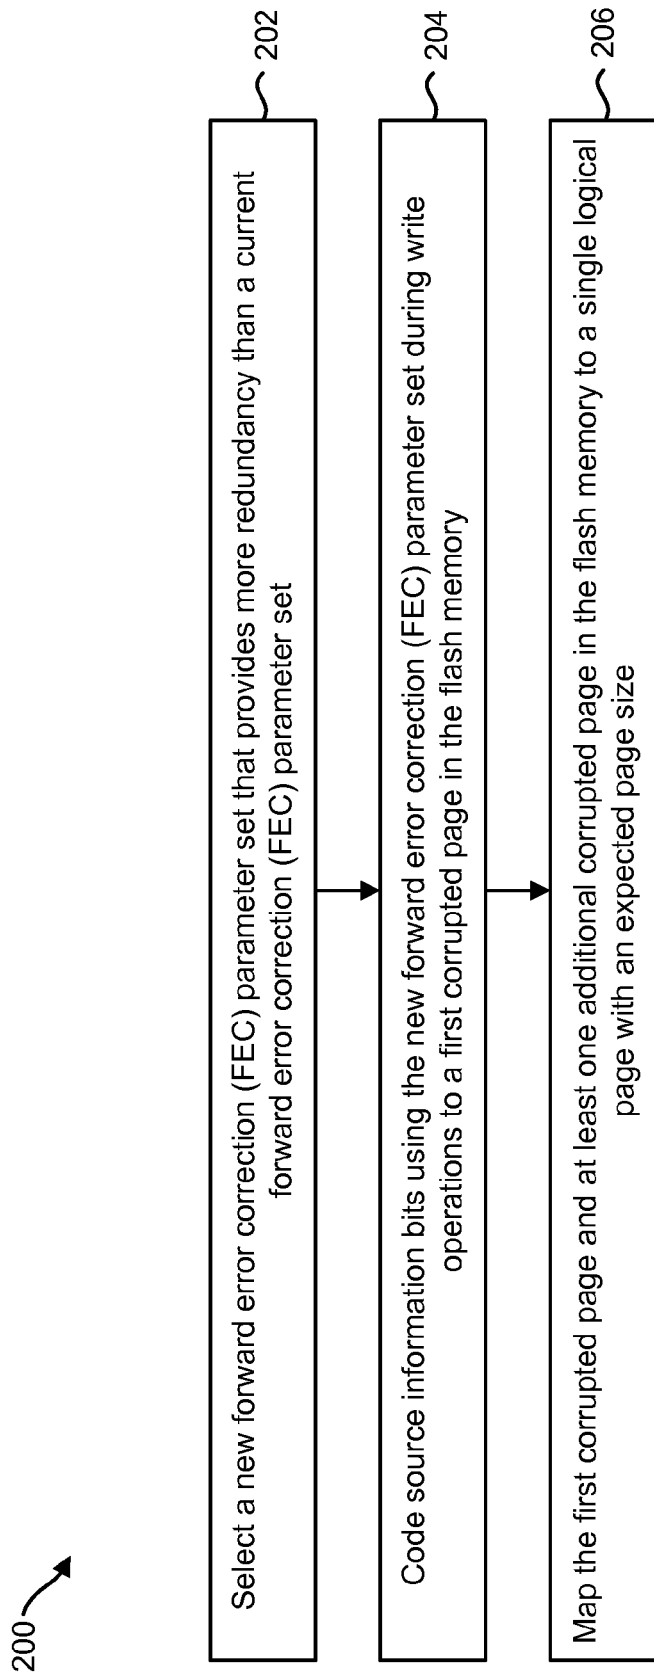 200
Select a new forward error correction (FEC) parameter set that provides more redundancy than a current
forward error correction (FEC) parameter set
202
Code source information bits using the new forward error correction (FEC) parameter set during write
operations to a first corrupted page in the flash memory
204
Map the first corrupted page and at least one additional corrupted page in the flash memory to a single logical
page with an expected page size
206